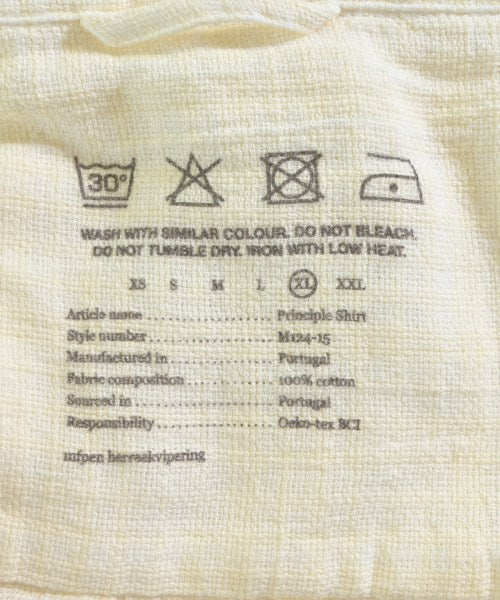 30°
WASH WITH SIMILAR COLOUR. DO NOT BLEACH.
DO NOT TUMBLE DRY. IRON WITH LOW HEAT.
XS S M L XL XXL
Article name .................... Principle Shirt
Style number .................... M124-15
Manufactured in ............... Portugal
Fabric composition ............ 100% cotton
Sourced in ...................... Portugal
Responsibility .................. Oeko-tex BCI
mfpen herreekvipering